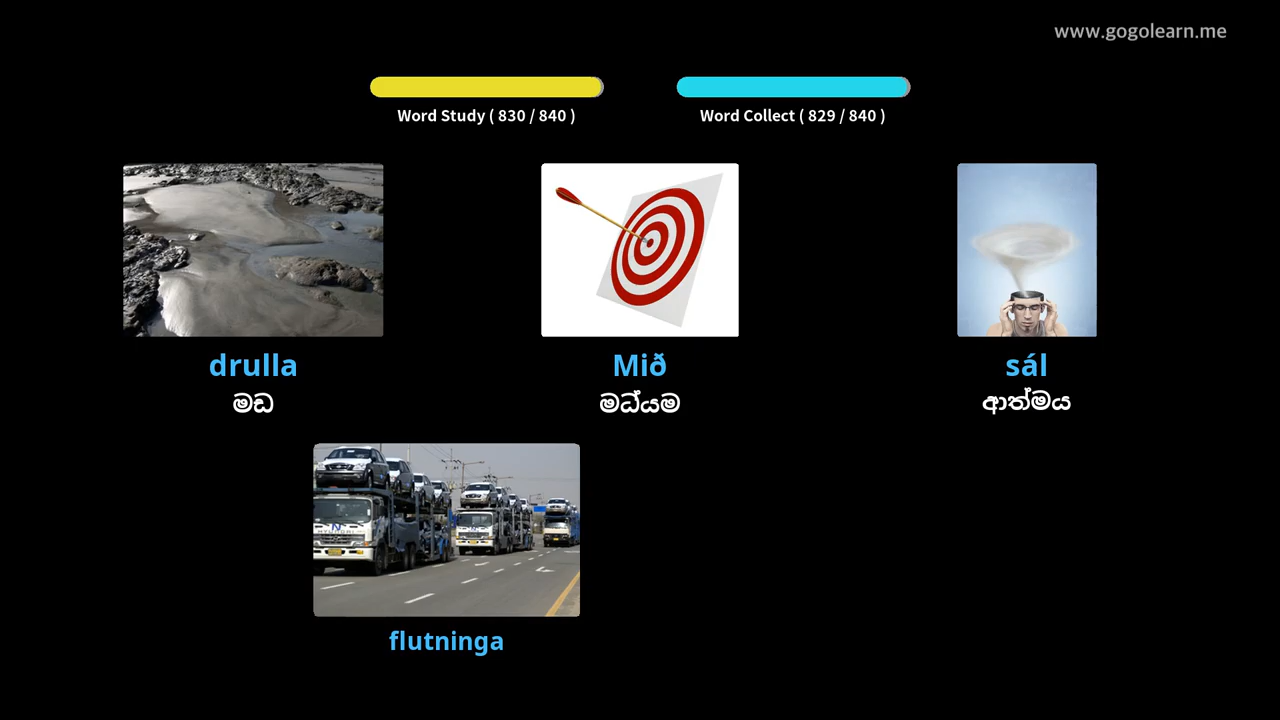 www.gogolearn.me
Word Study ( 830 / 840 )
Word Collect ( 829 / 840 )
drulla
Mið
sál
මඩ
මධ්යම
ආත්මය
flutninga